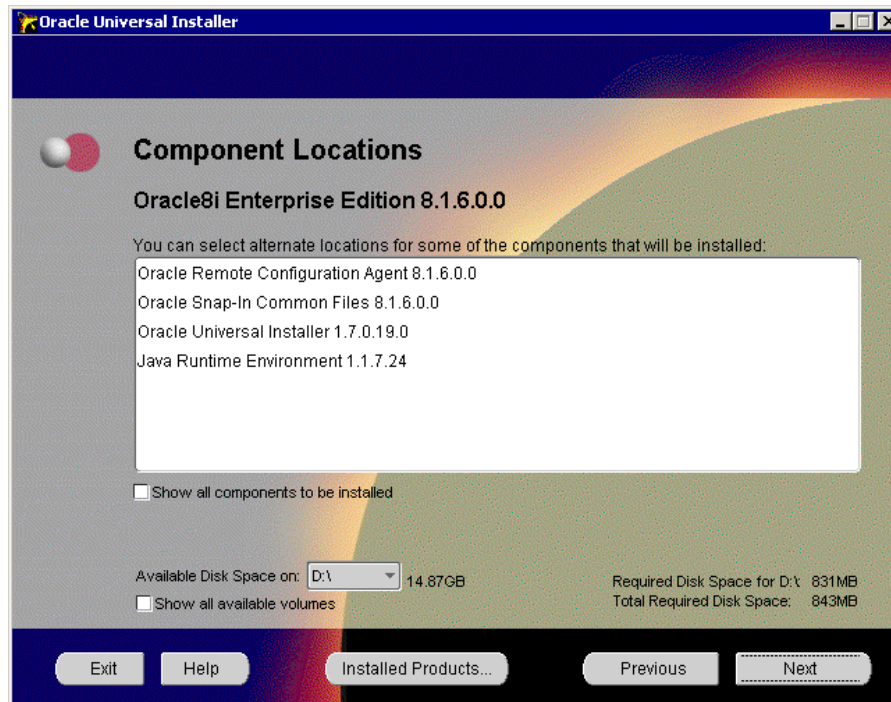 Oracle Universal Installer
Component Locations
Oracle8i Enterprise Edition 8.1.6.0.0
You can select alternate locations for some of the components that will be installed:
Oracle Remote Configuration Agent 8.1.6.0.0
Oracle Snap-In Common Files 8.1.6.0.0
Oracle Universal Installer 1.7.0.19.0
Java Runtime Environment 1.1.7.24
Show all components to be installed
Available Disk Space on: D:\ 14.87GB
Show all available volumes
Required Disk Space for D:\: 831MB
Total Required Disk Space: 843MB
Exit Help Installed Products... Previous Next